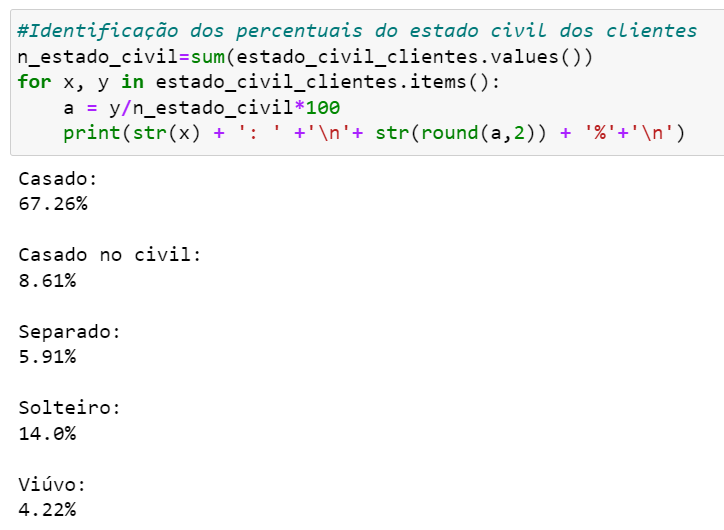 #Identificação dos percentuais do estado civil dos clientes
n_estado_civil=sum(estado_civil_clientes.values())
for x, y in estado_civil_clientes.items():
    a = y/n_estado_civil*100
    print(str(x) + ': ' +'\n'+ str(round(a,2)) + '%'+'\n')
Casado:
67.26%

Casado no civil:
8.61%

Separado:
5.91%

Solteiro:
14.0%

Viúvo:
4.22%